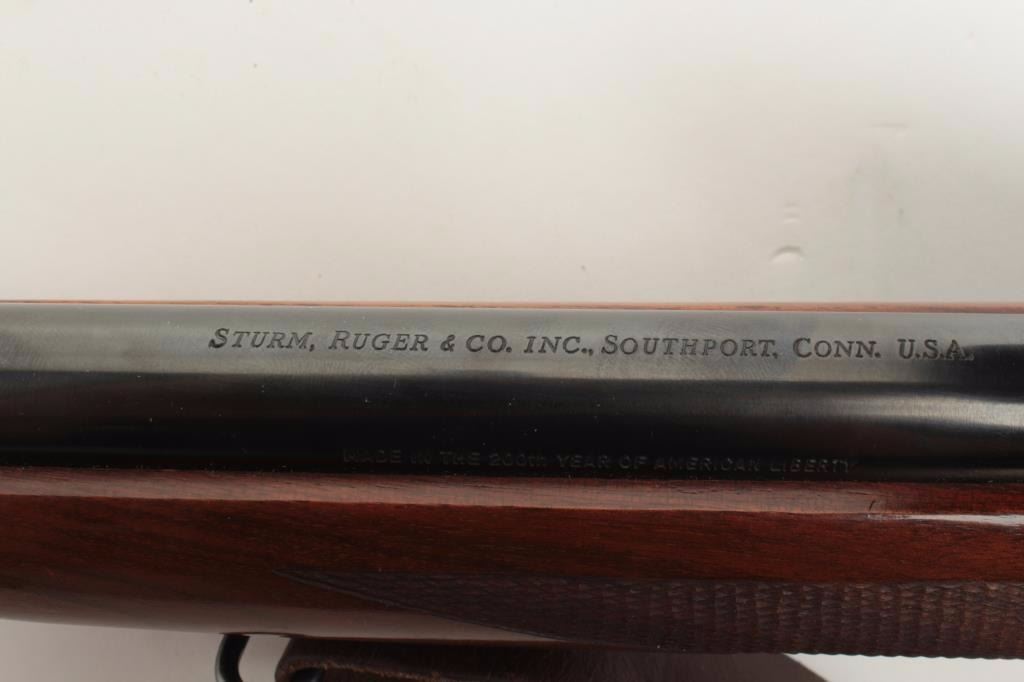 STURM, RUGER & CO. INC., SOUTHPORT, CONN. U.S.A.
MADE IN THE 200th YEAR OF AMERICAN LIBERTY